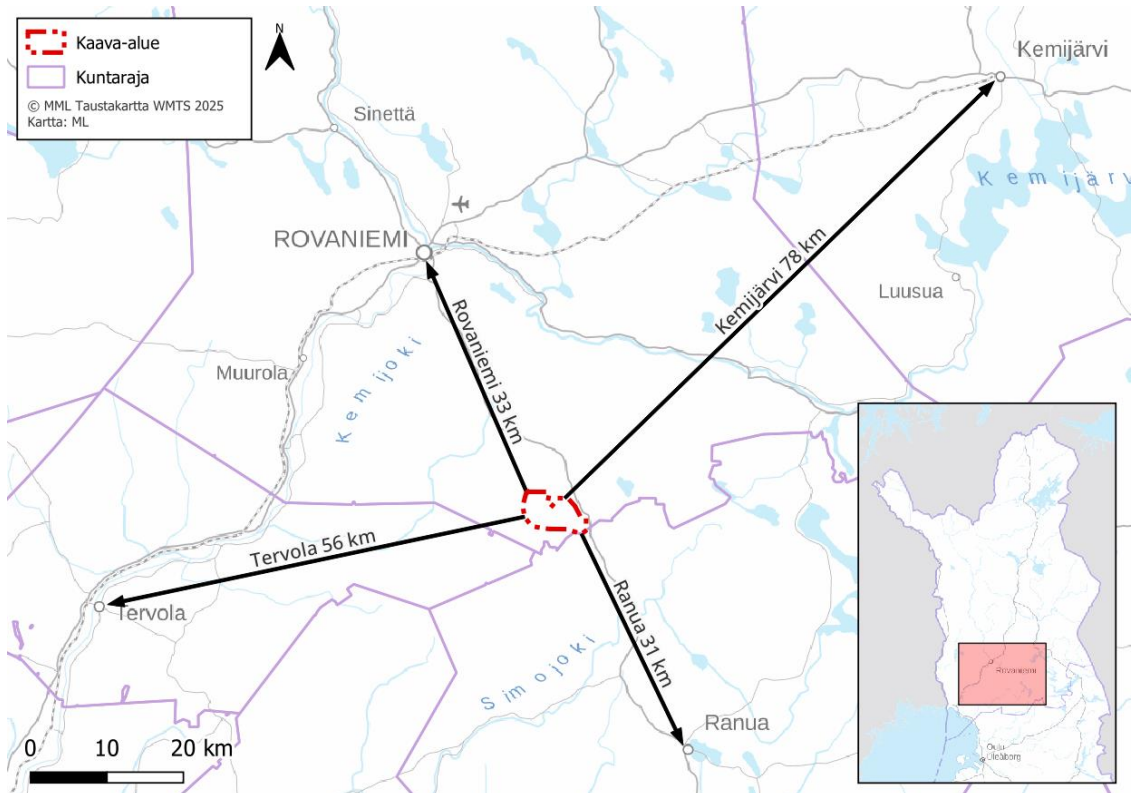 Kaava-alue
Kuntaraja
© MML Taustakartta WMTS 2025
Kartta: ML
N
Kemijärvi
Sinettä
Kemijärv
ROVANIEMI
Kemijärvi 78 km
Luusua
Rovaniemi 33 km
Muurola
Kemijoki
Tervola 56 km
Tervola
Ranua 31 km
Simojoki
Ranua
0 10 20 km
Rovaniemi
Oulu
Uleåborg